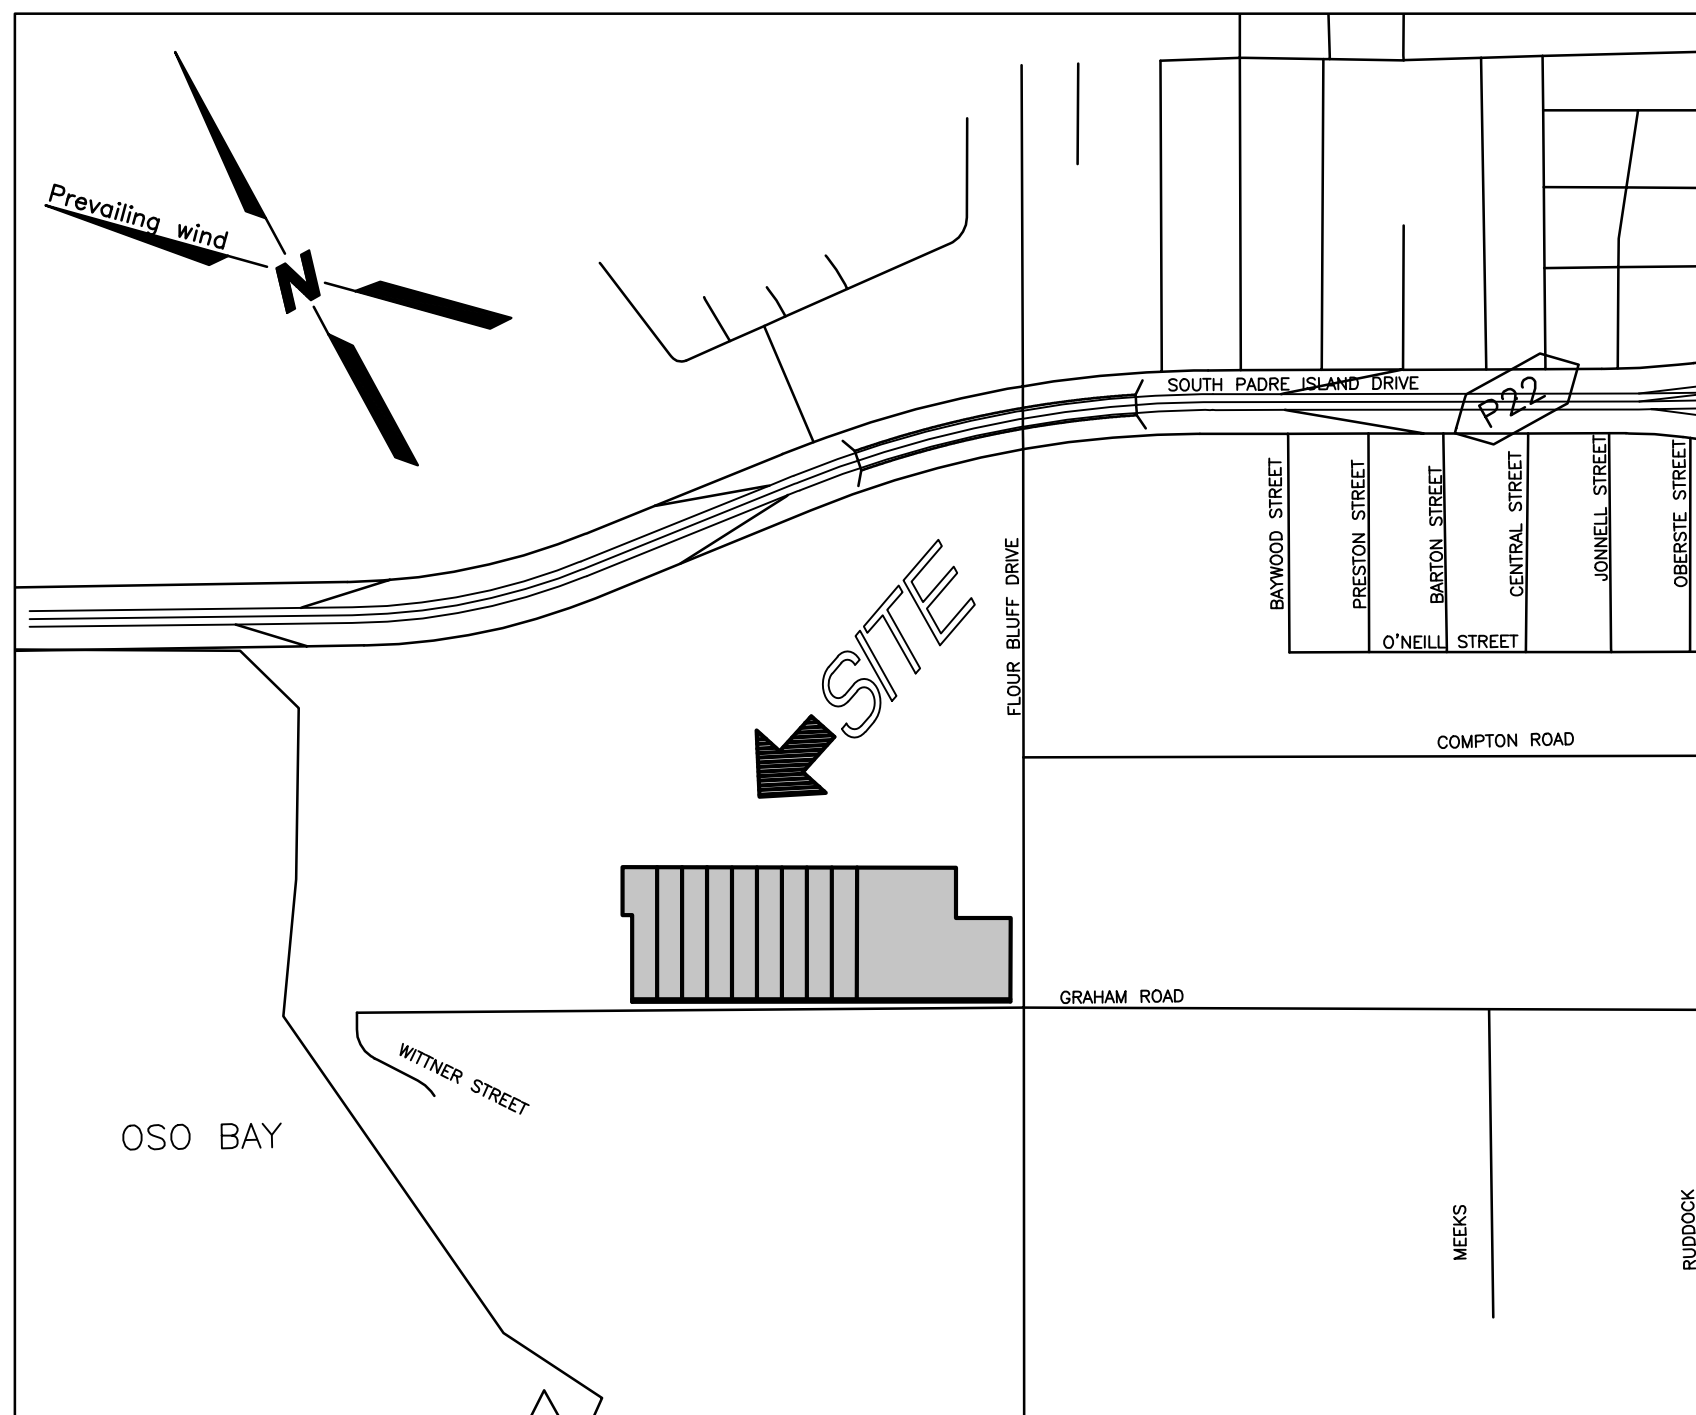 Prevailing wind
N
SOUTH PADRE ISLAND DRIVE
P22
BAYWOOD STREET
PRESTON STREET
BARTON STREET
CENTRAL STREET
JONNELL STREET
OBERSTE STREET
SITE
FLOUR BLUFF DRIVE
O'NEILL STREET
COMPTON ROAD
GRAHAM ROAD
WITTNER STREET
OSO BAY
MEEKS
RUDDOCK